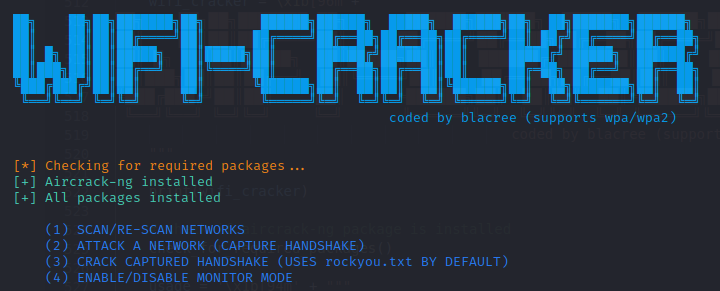 WIFI-CRACKER
coded by blacree (supports wpa/wpa2)
[*] Checking for required packages...
[+] Aircrack-ng installed
[+] All packages installed
(1) SCAN/RE-SCAN NETWORKS
(2) ATTACK A NETWORK (CAPTURE HANDSHAKE)
(3) CRACK CAPTURED HANDSHAKE (USES rockyou.txt BY DEFAULT)
(4) ENABLE/DISABLE MONITOR MODE